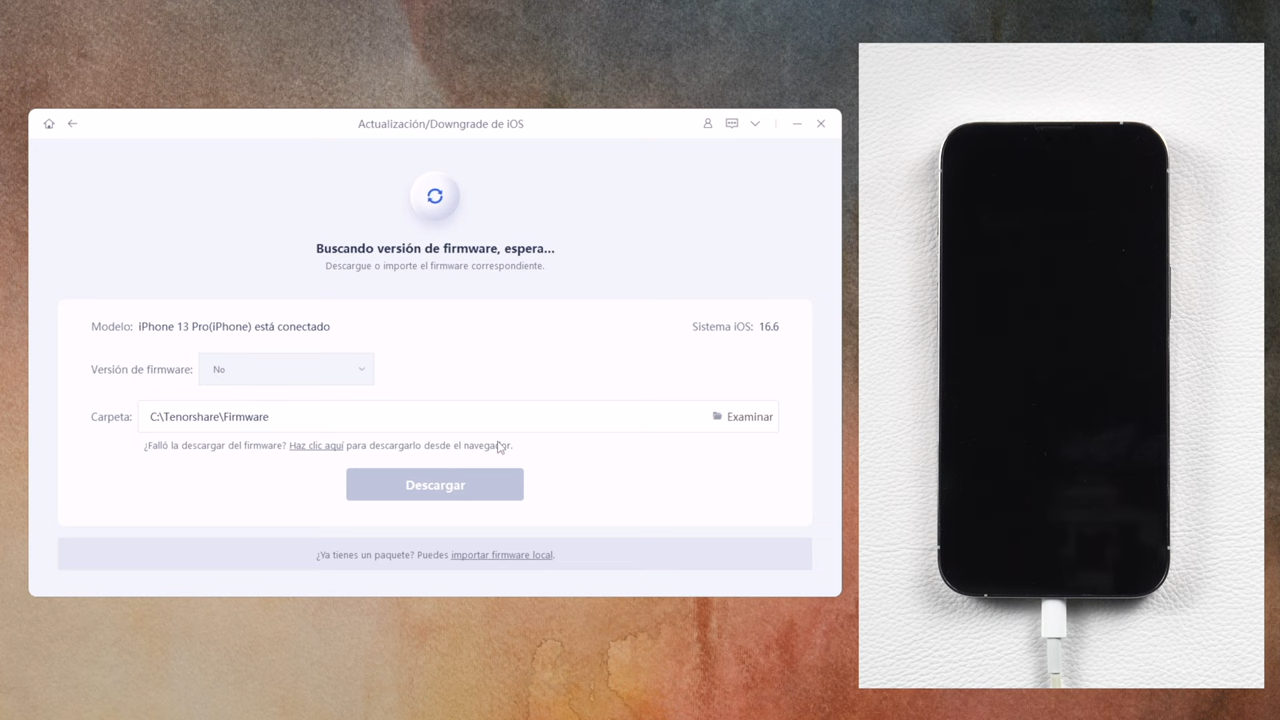 Actualización/Downgrade de iOS
Buscando versión de firmware, espera...
Descargue o importe el firmware correspondiente.
Modelo: iPhone 13 Pro(iPhone) está conectado
Sistema iOS: 16.6
Versión de firmware: No
Carpeta: C:\Tenorshare\Firmware
Examinar
¿Falló la descargar del firmware? Haz clic aquí para descargarlo desde el navegador.
Descargar
¿Ya tienes un paquete? Puedes importar firmware local.